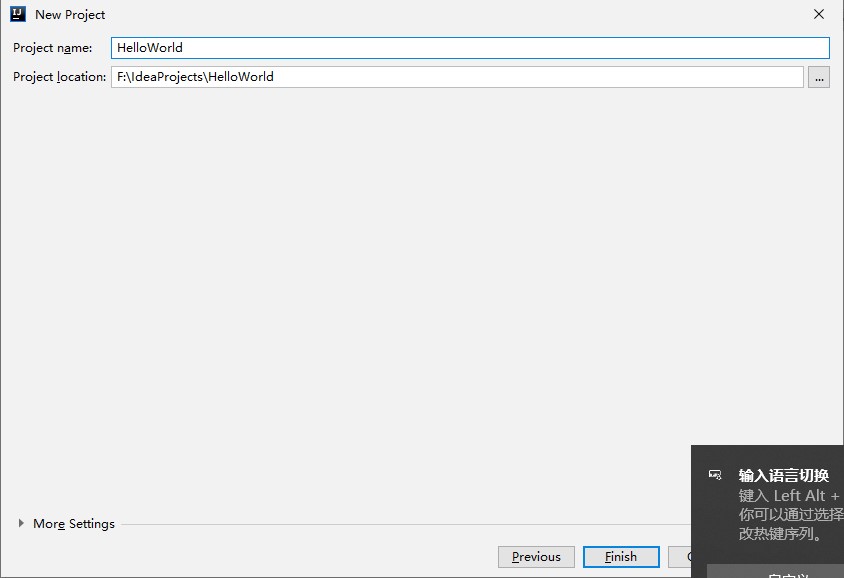 New Project
Project name: HelloWorld
Project location: F:\IdeaProjects\HelloWorld ...
More Settings
Previous Finish
输入语言切换
键入 Left Alt +
你可以通过选择
改热键序列。